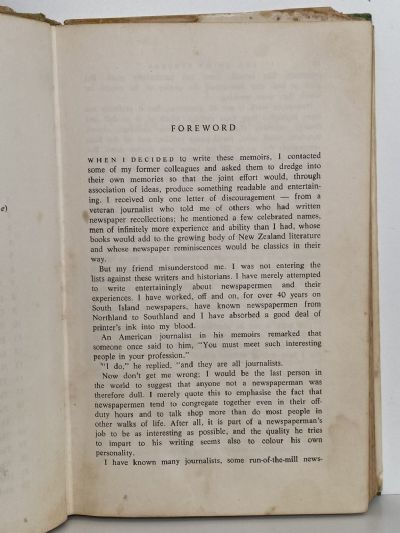 e)
FOREWORD
WHEN I DECIDED to write these memoirs, I contacted
some of my former colleagues and asked them to dredge into
their own memories so that the joint effort would, through
association of ideas, produce something readable and entertain-
ing. I received only one letter of discouragement — from a
veteran journalist who told me of others who had written
newspaper recollections; he mentioned a few celebrated names,
men of infinitely more experience and ability than I had, whose
books would add to the growing body of New Zealand literature
and whose newspaper reminiscences would be classics in their
way.
But my friend misunderstood me. I was not entering the
lists against these writers and historians. I have merely attempted
to write entertainingly about newspapermen and their
experiences. I have worked, off and on, for over 40 years on
South Island newspapers, have known newspapermen from
Northland to Southland and I have absorbed a good deal of
printer's ink into my blood.
An American journalist in his memoirs remarked that
someone once said to him, "You must meet such interesting
people in your profession."
"I do," he replied, "and they are all journalists.
Now don't get me wrong; I would be the last person in
the world to suggest that anyone not a newspaperman was
therefore dull. I merely quote this to emphasise the fact that
newspapermen tend to congregate together even in their off-
duty hours and to talk shop more than do most people in
other walks of life. After all, it is part of a newspaperman's
job to be as interesting as possible, and the quality he tries
to impart to his writing seems also to colour his own
personality.
I have known many journalists, some run-of-the-mill news-